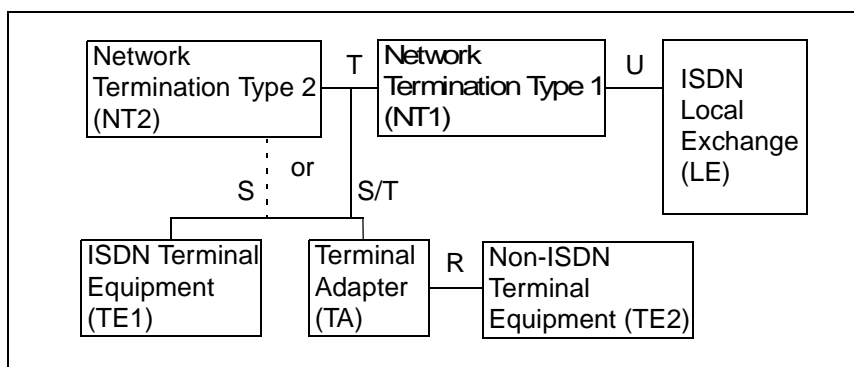 Network
Termination Type 2
(NT2)
T
Network
Termination Type 1
(NT1)
U
ISDN
Local
Exchange
(LE)
S
or
S/T
ISDN Terminal
Equipment
(TE1)
Terminal
Adapter
(TA)
R
Non-ISDN
Terminal
Equipment (TE2)